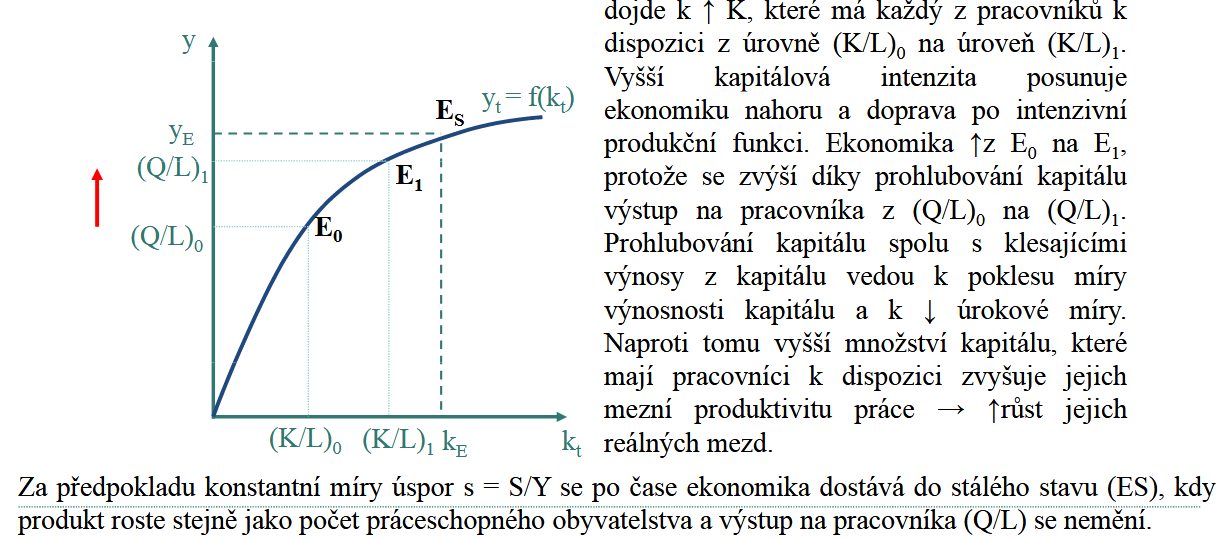 dojde k ↑ K, které má každý z pracovníků k
dispozici z úrovně (K/L)₀ na úroveň (K/L)₁.
Vyšší kapitálová intenzita posunuje
ekonomiku nahoru a doprava po intenzivní
produkční funkci. Ekonomika ↑z E₀ na E₁,
protože se zvýší díky prohlubování kapitálu
výstup na pracovníka z (Q/L)₀ na (Q/L)₁.
Prohlubování kapitálu spolu s klesajícími
výnosy z kapitálu vedou k poklesu míry
výnosnosti kapitálu a k ↓ úrokové míry.
Naproti tomu vyšší množství kapitálu, které
mají pracovníci k dispozici zvyšuje jejich
mezní produktivitu práce → ↑růst jejich
reálných mezd.
y
yₜ = f(kₜ)
E_S
y_E
(Q/L)₁
E₁
(Q/L)₀
E₀
(K/L)₀ (K/L)₁ k_E kₜ
Za předpokladu konstantní míry úspor s = S/Y se po čase ekonomika dostává do stálého stavu (ES), kdy
produkt roste stejně jako počet práceschopného obyvatelstva a výstup na pracovníka (Q/L) se nemění.